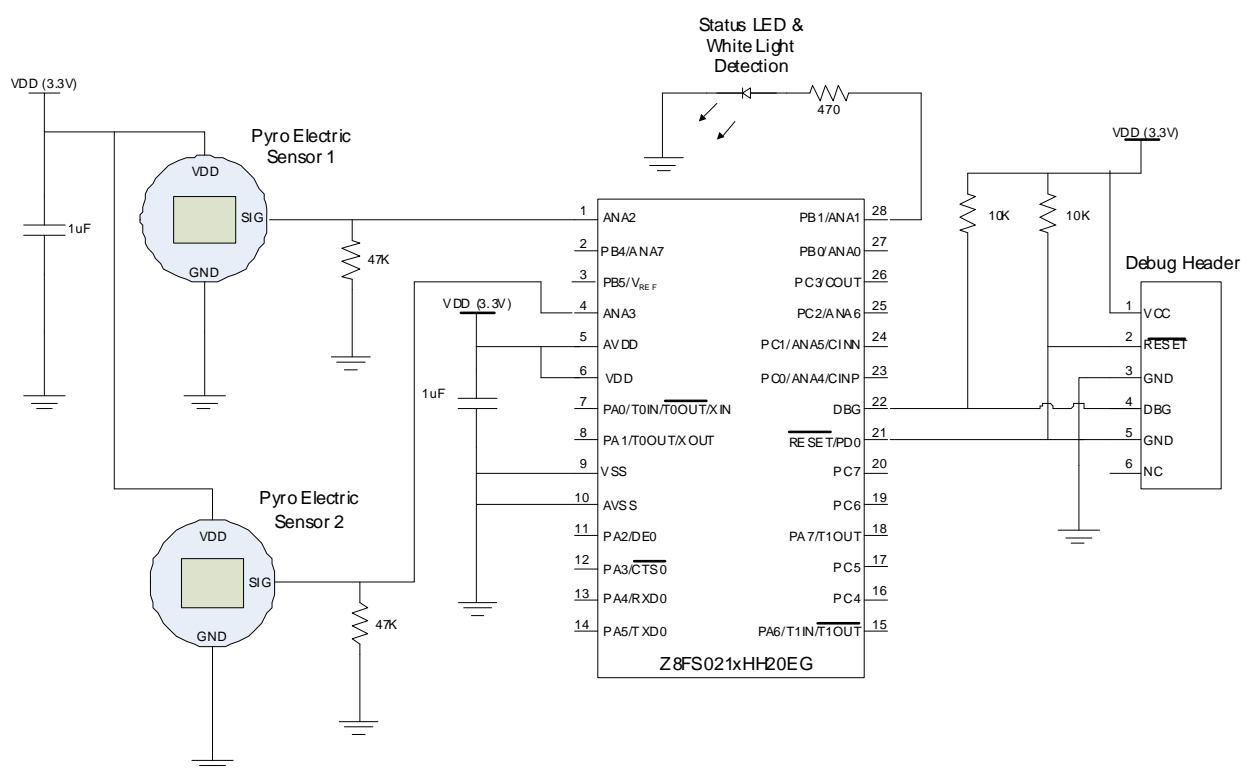 Status LED &
White Light
Detection
470
VDD (3.3V)
Pyro Electric
Sensor 1
VDD
SIG
GND
1uF
47K
VDD (3.3V)
10K
10K
Debug Header
1 VCC
2 RESET
3 GND
4 DBG
5 GND
6 NC
VDD (3.3V)
1uF
1 ANA2
2 PB4/ANA7
3 PB5/VREF
4 ANA3
5 AVDD
6 VDD
7 PA0/T0IN/T0OUT/XIN
8 PA1/T0OUT/XOUT
9 VSS
10 AVSS
11 PA2/DE0
12 PA3/CTS0
13 PA4/RXD0
14 PA5/TXD0
PB1/ANA1 28
PB0/ANA0 27
PC3/COUT 26
PC2/ANA6 25
PC1/ANA5/CINN 24
PC0/ANA4/CINP 23
DBG 22
RESET/PD0 21
PC7 20
PC6 19
PA7/T1OUT 18
PC5 17
PC4 16
PA6/T1IN/T1OUT 15
Z8FS021xHH20EG
Pyro Electric
Sensor 2
VDD
SIG
GND
47K